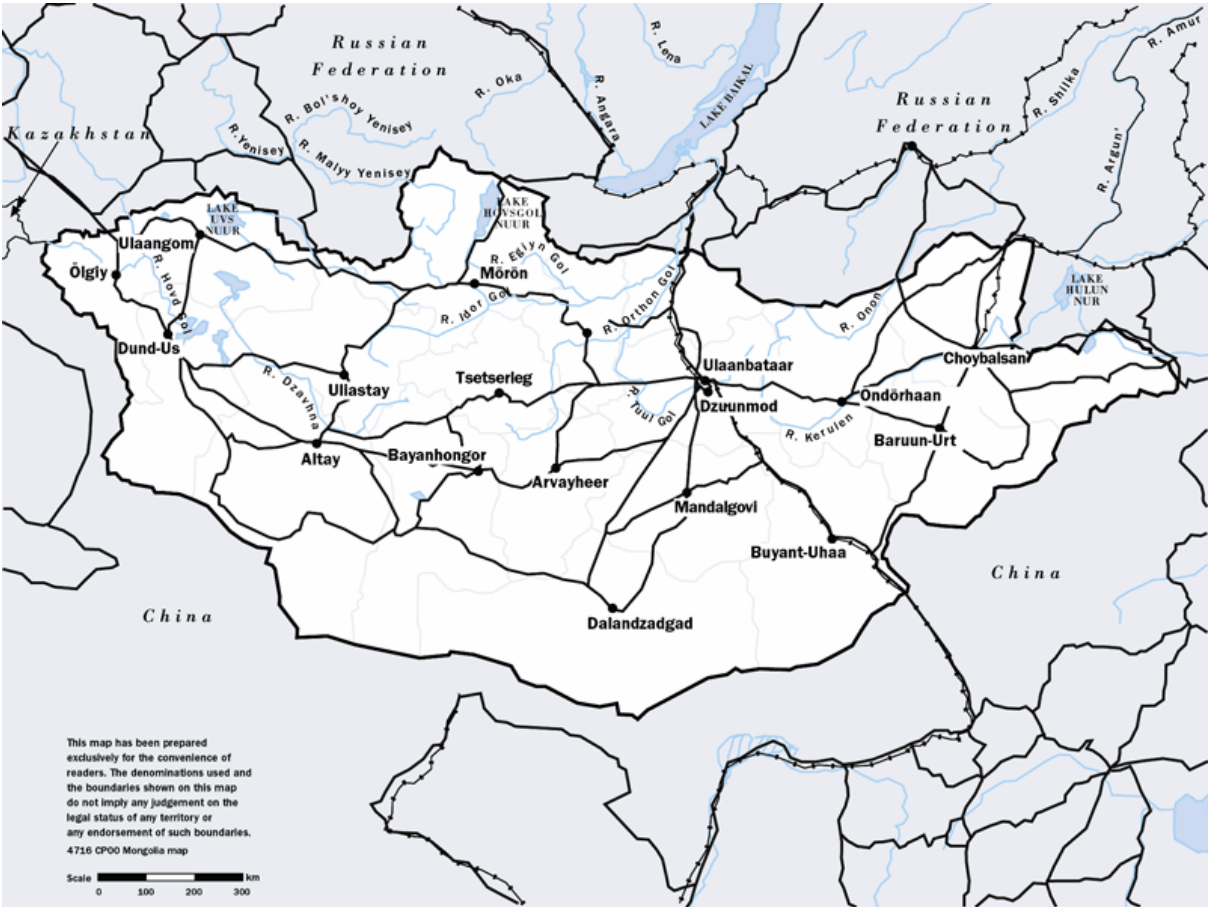 Russian
Federation
R. Lena
R. Amur
R. Oka
R. Angara
LAKE BAIKAL
Russian
Federation
R. Shilka
R. Bol'shoy Yenisey
Kazakhstan
R.Yenisey
R. Malyy Yenisey
R. Argun'
LAKE
UVS
NUUR
LAKE
HOVSGOL
NUUR
Ulaangom
Ölgiy
R. Hovd Gol
R. Egiyn Gol
Mörön
R. Ider Gol
R. Orthon Gol
R. Onon
LAKE
HULUN
NUR
Dund-Us
Choybalsan
Ullastay
R. Dzavhna
Tsetserleg
Ulaanbataar
Dzuunmod
R. Tuul Gol
Öndörhaan
R. Kerulen
Baruun-Urt
Altay
Bayanhongor
Arvayheer
Mandalgovi
Buyant-Uhaa
China
China
Dalandzadgad
This map has been prepared
exclusively for the convenience of
readers. The denominations used and
the boundaries shown on this map
do not imply any judgement on the
legal status of any territory or
any endorsement of such boundaries.
4716 CP00 Mongolia map
Scale km
0 100 200 300